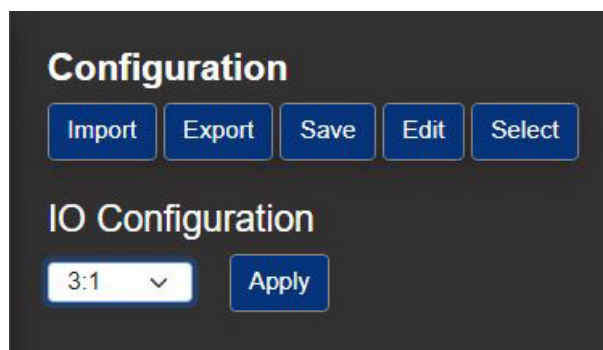 Configuration
Import Export Save Edit Select
IO Configuration
3:1 Apply